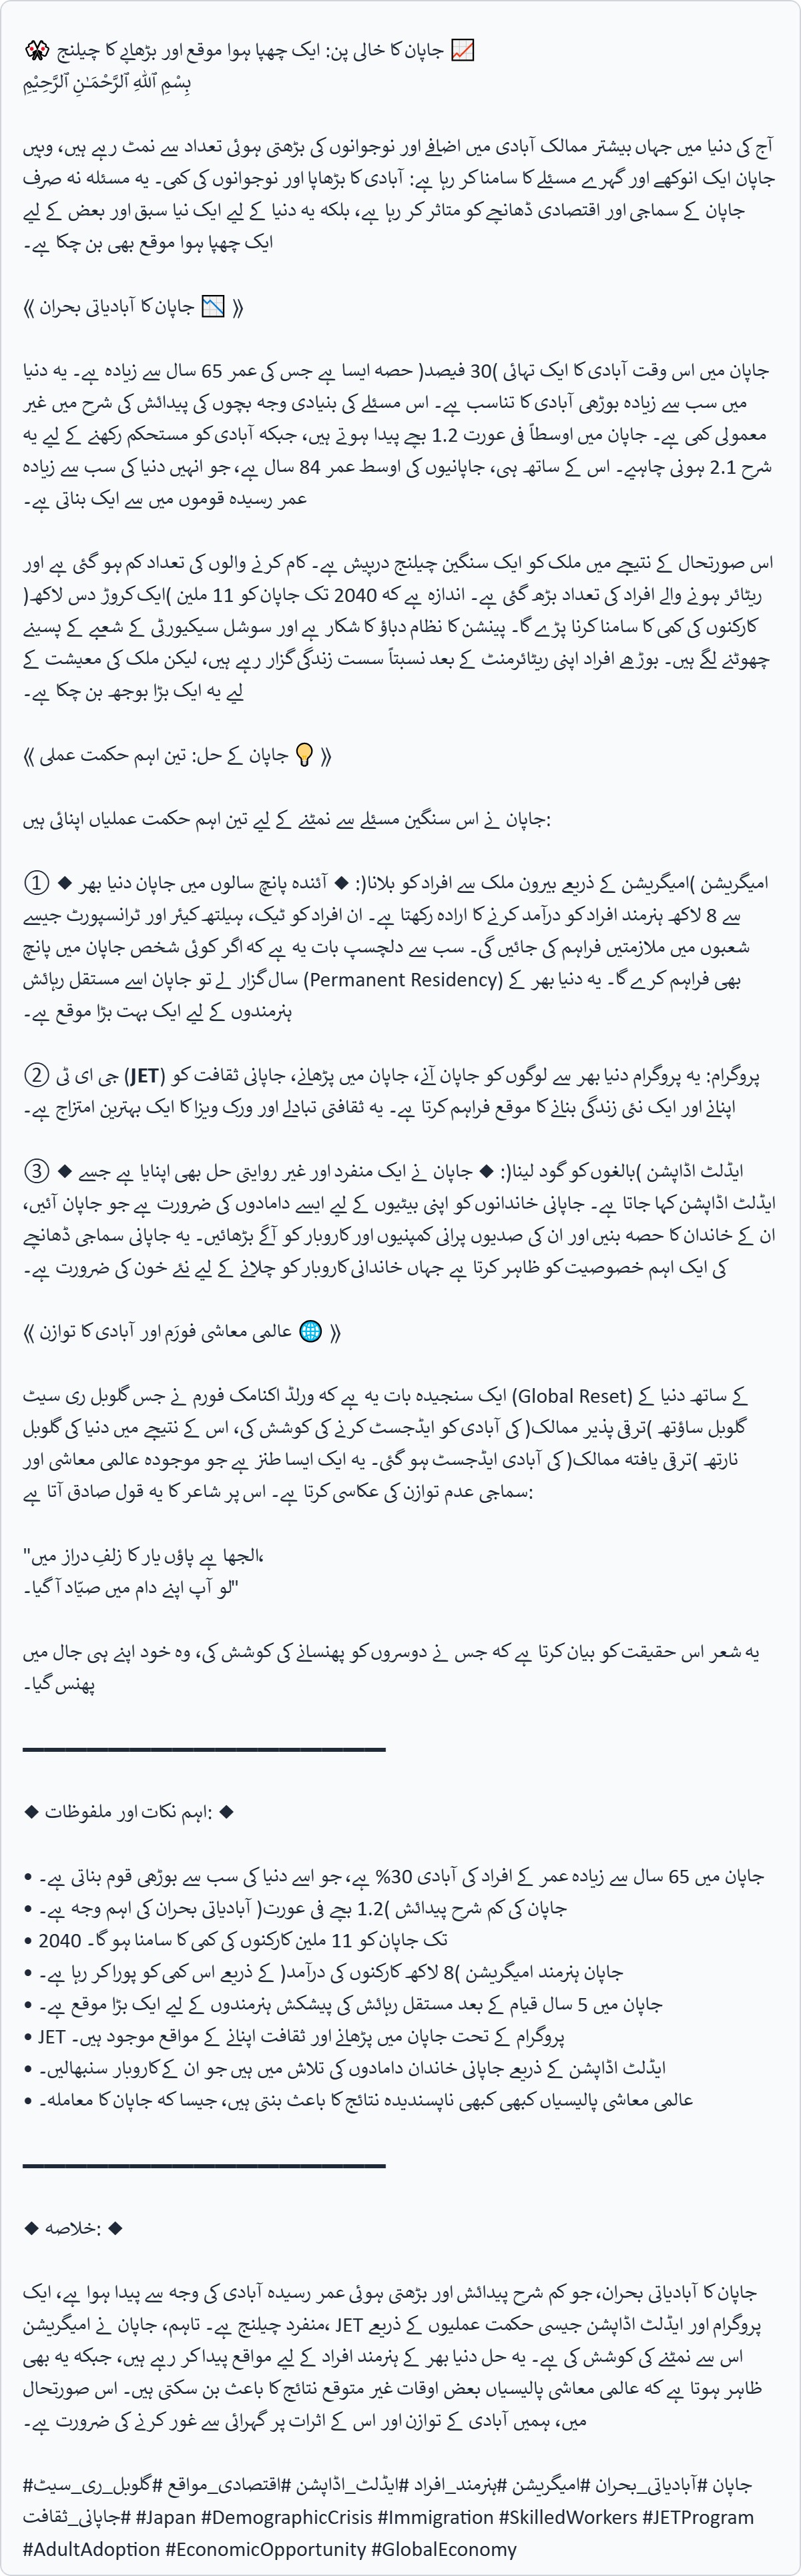 🎌 جاپان کا خالی پن: ایک چھپا ہوا موقع اور بڑھاپے کا چیلنج 📈
بِسْمِ ٱللَّٰهِ ٱلرَّحْمَـٰنِ ٱلرَّحِيْمِ
آج کی دنیا میں جہاں بیشتر ممالک آبادی میں اضافے اور نوجوانوں کی بڑھتی ہوئی تعداد سے نمٹ رہے ہیں، وہیں
جاپان ایک انوکھے اور گہرے مسئلے کا سامنا کر رہا ہے: آبادی کا بڑھاپا اور نوجوانوں کی کمی۔ یہ مسئلہ نہ صرف
جاپان کے سماجی اور اقتصادی ڈھانچے کو متاثر کر رہا ہے، بلکہ یہ دنیا کے لیے ایک نیا سبق اور بعض کے لیے
ایک چھپا ہوا موقع بھی بن چکا ہے۔
⟪ جاپان کا آبادیاتی بحران 📉 ⟫
جاپان میں اس وقت آبادی کا ایک تہائی (30 فیصد) حصہ ایسا ہے جس کی عمر 65 سال سے زیادہ ہے۔ یہ دنیا
میں سب سے زیادہ بوڑھی آبادی کا تناسب ہے۔ اس مسئلے کی بنیادی وجہ بچوں کی پیدائش کی شرح میں غیر
معمولی کمی ہے۔ جاپان میں اوسطاً فی عورت 1.2 بچے پیدا ہوتے ہیں، جبکہ آبادی کو مستحکم رکھنے کے لیے یہ
شرح 2.1 ہونی چاہیے۔ اس کے ساتھ ہی، جاپانیوں کی اوسط عمر 84 سال ہے، جو انہیں دنیا کی سب سے زیادہ
عمر رسیدہ قوموں میں سے ایک بناتی ہے۔
اس صورتحال کے نتیجے میں ملک کو ایک سنگین چیلنج درپیش ہے۔ کام کرنے والوں کی تعداد کم ہو گئی ہے اور
ریٹائر ہونے والے افراد کی تعداد بڑھ گئی ہے۔ اندازہ ہے کہ 2040 تک جاپان کو 11 ملین (ایک کروڑ دس لاکھ)
کارکنوں کی کمی کا سامنا کرنا پڑے گا۔ پینشن کا نظام دباؤ کا شکار ہے اور سوشل سیکیورٹی کے شعبے کے پسینے
چھوٹنے لگے ہیں۔ بوڑھے افراد اپنی ریٹائرمنٹ کے بعد نسبتاً سست زندگی گزار رہے ہیں، لیکن ملک کی معیشت کے
لیے یہ ایک بڑا بوجھ بن چکا ہے۔
⟪ جاپان کے حل: تین اہم حکمت عملی 💡 ⟫
جاپان نے اس سنگین مسئلے سے نمٹنے کے لیے تین اہم حکمت عملیاں اپنائی ہیں:
① ◆ امیگریشن (امیگریشن کے ذریعے بیرون ملک سے افراد کو بلانا): ◆ آئندہ پانچ سالوں میں جاپان دنیا بھر
سے 8 لاکھ ہنرمند افراد کو درآمد کرنے کا ارادہ رکھتا ہے۔ ان افراد کو ٹیک، ہیلتھ کیئر اور ٹرانسپورٹ جیسے
شعبوں میں ملازمتیں فراہم کی جائیں گی۔ سب سے دلچسپ بات یہ ہے کہ اگر کوئی شخص جاپان میں پانچ
سال گزار لے تو جاپان اسے مستقل رہائش (Permanent Residency) بھی فراہم کرے گا۔ یہ دنیا بھر کے
ہنرمندوں کے لیے ایک بہت بڑا موقع ہے۔
② جی ای ٹی (JET) پروگرام: یہ پروگرام دنیا بھر سے لوگوں کو جاپان آنے، جاپان میں پڑھانے، جاپانی ثقافت کو
اپنانے اور ایک نئی زندگی بنانے کا موقع فراہم کرتا ہے۔ یہ ثقافتی تبادلے اور ورک ویزا کا ایک بہترین امتزاج ہے۔
③ ◆ ایڈلٹ اڈاپشن (بالغوں کو گود لینا): ◆ جاپان نے ایک منفرد اور غیر روایتی حل بھی اپنایا ہے جسے
ایڈلٹ اڈاپشن کہا جاتا ہے۔ جاپانی خاندانوں کو اپنی بیٹیوں کے لیے ایسے دامادوں کی ضرورت ہے جو جاپان آئیں،
ان کے خاندان کا حصہ بنیں اور ان کی صدیوں پرانی کمپنیوں اور کاروبار کو آگے بڑھائیں۔ یہ جاپانی سماجی ڈھانچے
کی ایک اہم خصوصیت کو ظاہر کرتا ہے جہاں خاندانی کاروبار کو چلانے کے لیے نئے خون کی ضرورت ہے۔
⟪ عالمی معاشی فورَم اور آبادی کا توازن 🌐 ⟫
ایک سنجیدہ بات یہ ہے کہ ورلڈ اکنامک فورم نے جس گلوبل ری سیٹ (Global Reset) کے ساتھ دنیا کے
گلوبل ساؤتھ (ترقی پذیر ممالک) کی آبادی کو ایڈجسٹ کرنے کی کوشش کی، اس کے نتیجے میں دنیا کی گلوبل
نارتھ (ترقی یافتہ ممالک) کی آبادی ایڈجسٹ ہو گئی۔ یہ ایک ایسا طنز ہے جو موجودہ عالمی معاشی اور
سماجی عدم توازن کی عکاسی کرتا ہے۔ اس پر شاعر کا یہ قول صادق آتا ہے:
"الجھا ہے پاؤں یار کا زلفِ دراز میں،
لو آپ اپنے دام میں صیّاد آ گیا۔"
یہ شعر اس حقیقت کو بیان کرتا ہے کہ جس نے دوسروں کو پھنسانے کی کوشش کی، وہ خود اپنے ہی جال میں
پھنس گیا۔
◆ اہم نکات اور ملفوظات: ◆
• جاپان میں 65 سال سے زیادہ عمر کے افراد کی آبادی 30% ہے، جو اسے دنیا کی سب سے بوڑھی قوم بناتی ہے۔
• جاپان کی کم شرح پیدائش (1.2 بچے فی عورت) آبادیاتی بحران کی اہم وجہ ہے۔
• 2040 تک جاپان کو 11 ملین کارکنوں کی کمی کا سامنا ہو گا۔
• جاپان ہنرمند امیگریشن (8 لاکھ کارکنوں کی درآمد) کے ذریعے اس کمی کو پورا کر رہا ہے۔
• جاپان میں 5 سال قیام کے بعد مستقل رہائش کی پیشکش ہنرمندوں کے لیے ایک بڑا موقع ہے۔
• JET پروگرام کے تحت جاپان میں پڑھانے اور ثقافت اپنانے کے مواقع موجود ہیں۔
• ایڈلٹ اڈاپشن کے ذریعے جاپانی خاندان دامادوں کی تلاش میں ہیں جو ان کے کاروبار سنبھالیں۔
• عالمی معاشی پالیسیاں کبھی کبھی ناپسندیدہ نتائج کا باعث بنتی ہیں، جیسا کہ جاپان کا معاملہ۔
◆ خلاصہ: ◆
جاپان کا آبادیاتی بحران، جو کم شرح پیدائش اور بڑھتی ہوئی عمر رسیدہ آبادی کی وجہ سے پیدا ہوا ہے، ایک
منفرد چیلنج ہے۔ تاہم، جاپان نے امیگریشن، JET پروگرام اور ایڈلٹ اڈاپشن جیسی حکمت عملیوں کے ذریعے
اس سے نمٹنے کی کوشش کی ہے۔ یہ حل دنیا بھر کے ہنرمند افراد کے لیے مواقع پیدا کر رہے ہیں، جبکہ یہ بھی
ظاہر ہوتا ہے کہ عالمی معاشی پالیسیاں بعض اوقات غیر متوقع نتائج کا باعث بن سکتی ہیں۔ اس صورتحال
میں، ہمیں آبادی کے توازن اور اس کے اثرات پر گہرائی سے غور کرنے کی ضرورت ہے۔
#جاپان #آبادیاتی_بحران #امیگریشن #ہنرمند_افراد #ایڈلٹ_اڈاپشن #اقتصادی_مواقع #گلوبل_ری_سیٹ
#جاپانی_ثقافت #Japan #DemographicCrisis #Immigration #SkilledWorkers #JETProgram
#AdultAdoption #EconomicOpportunity #GlobalEconomy